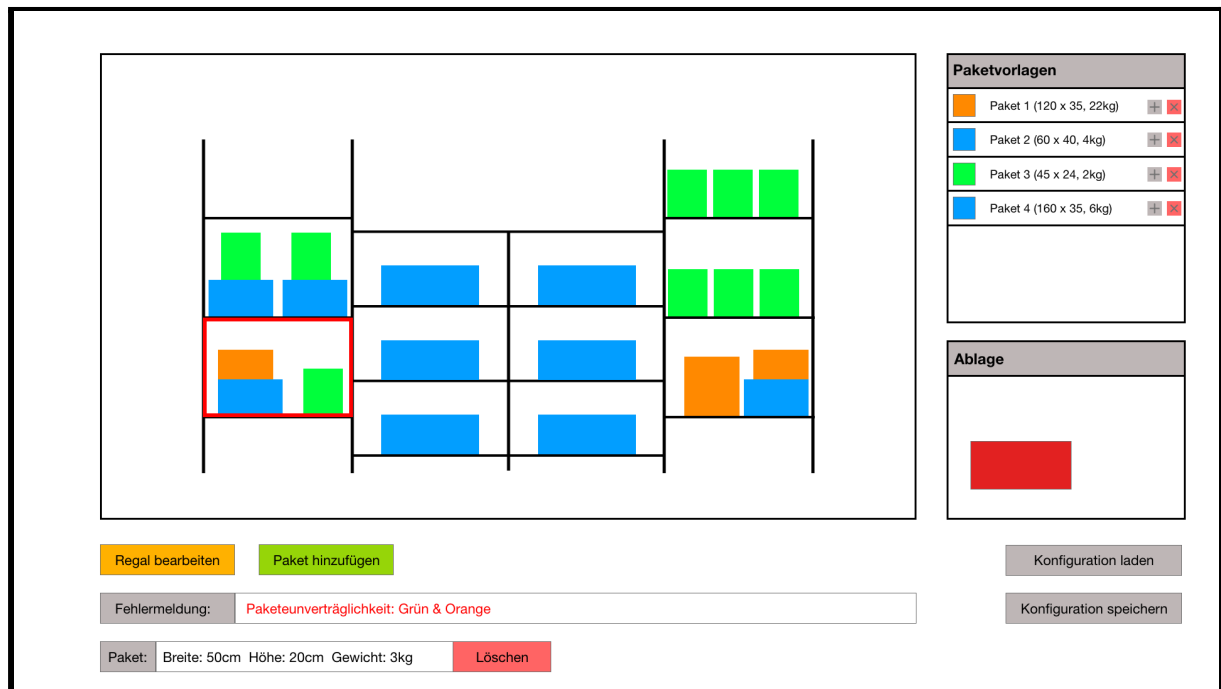 Paketvorlagen
Paket 1 (120 x 35, 22kg)
Paket 2 (60 x 40, 4kg)
Paket 3 (45 x 24, 2kg)
Paket 4 (160 x 35, 6kg)
Ablage
Regal bearbeiten
Paket hinzufügen
Konfiguration laden
Fehlermeldung: Paketeunverträglichkeit: Grün & Orange
Konfiguration speichern
Paket: Breite: 50cm Höhe: 20cm Gewicht: 3kg Löschen